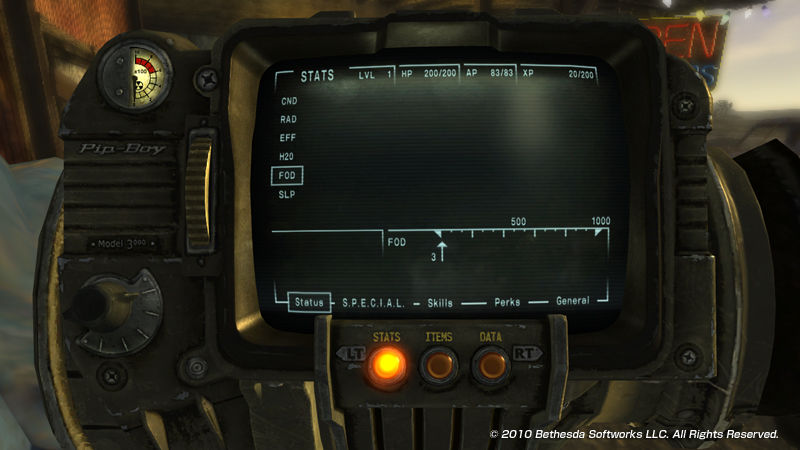 STATS LVL 1 HP 200/200 AP 83/83 XP 20/200
CND
RAD
EFF
H20
FOD
SLP
x100
Pip-Boy
Model 3000
FOD 500 1000
3
Status S.P.E.C.I.A.L. Skills Perks General
STATS ITEMS DATA
LT RT
© 2010 Bethesda Softworks LLC. All Rights Reserved.